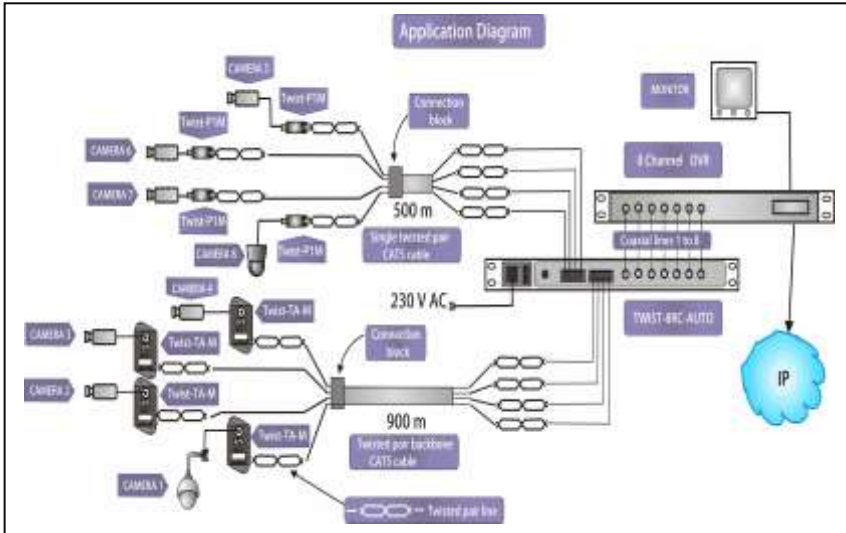 Application Diagram
CAMERA 5
Twist-P1M
Connection
block
MONITOR
Twist-P1M
CAMERA 6
8 Channel DVR
CAMERA 7
500 m
Twist-P1M
Twist-P1M
Single twisted pair
CAT5 cable
Coaxial lines 1 to 8
CAMERA 8
CAMERA 4
230 V AC
TWIST-8RC-AUTO
Twist-TA-M
CAMERA 3
Twist-TA-M
Connection
block
IP
CAMERA 2
Twist-TA-M
900 m
Twist-TA-M
Twisted pair backbone
CAT5 cable
CAMERA 1
Twisted pair line